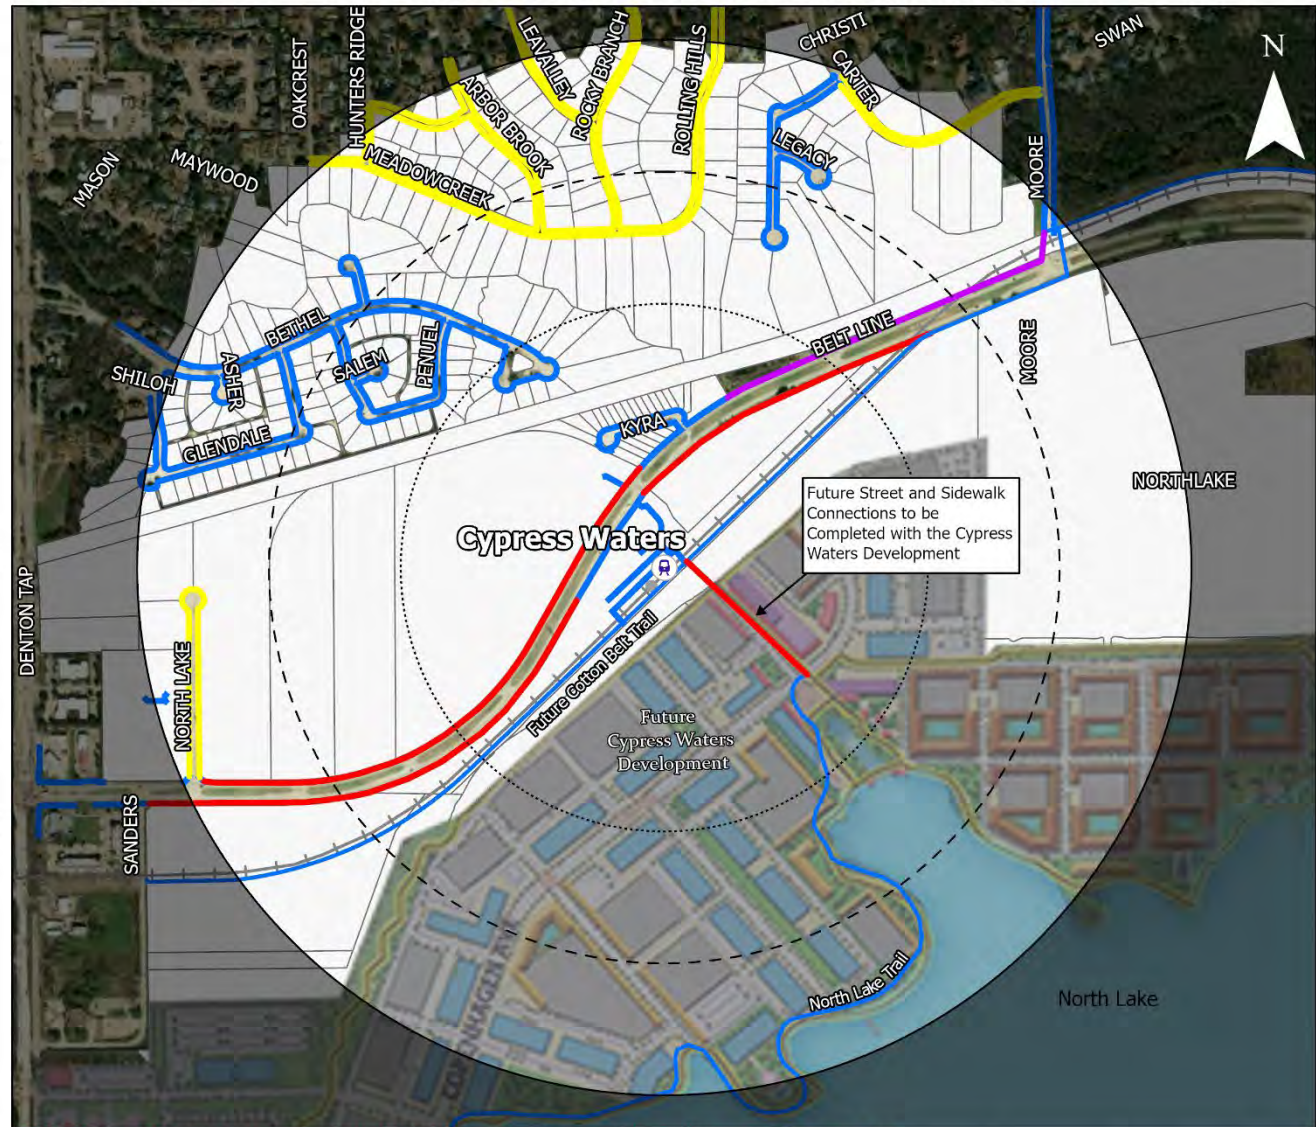 OAKCREST
HUNTERS RIDGE
LEAVALLEY
ROCKY BRANCH
ROLLING HILLS
CHRISTI
CARTER
SWAN
N
MASON
MAYWOOD
ARBOR BROOK
MEADOWCREEK
LEGACY
MOORE
BETHEL
SHILOH
ASHER
SALEM
PENUEL
GLENDALE
BELT LINE
MOORE
KYRA
NORTHLAKE
Cypress Waters
Future Street and Sidewalk
Connections to be
Completed with the Cypress
Waters Development
DENTON TAP
NORTH LAKE
Future Cotton Belt Trail
Future
Cypress Waters
Development
SANDERS
North Lake Trail
North Lake